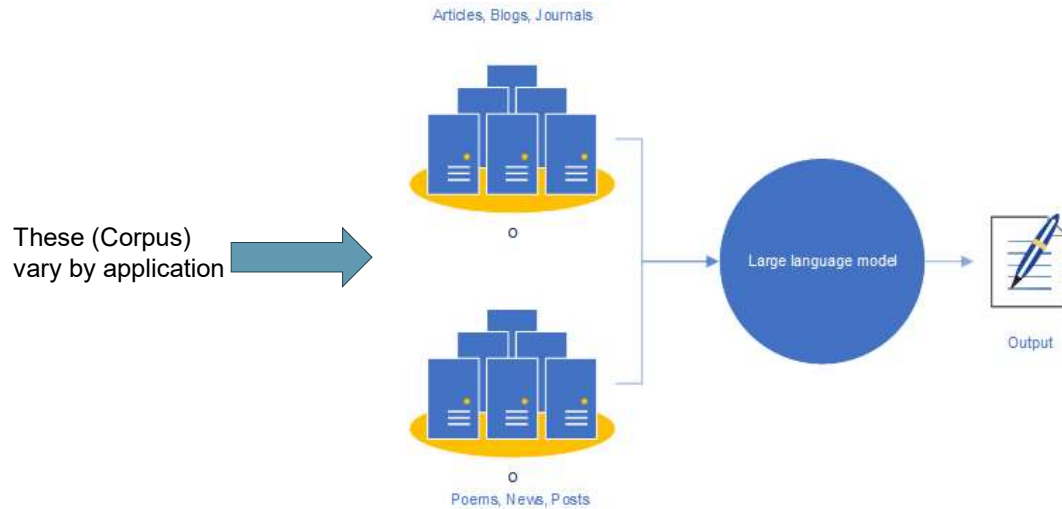 Articles, Blogs, Journals
o
These (Corpus)
vary by application
Large language model
Output
o
Poems, News, Posts